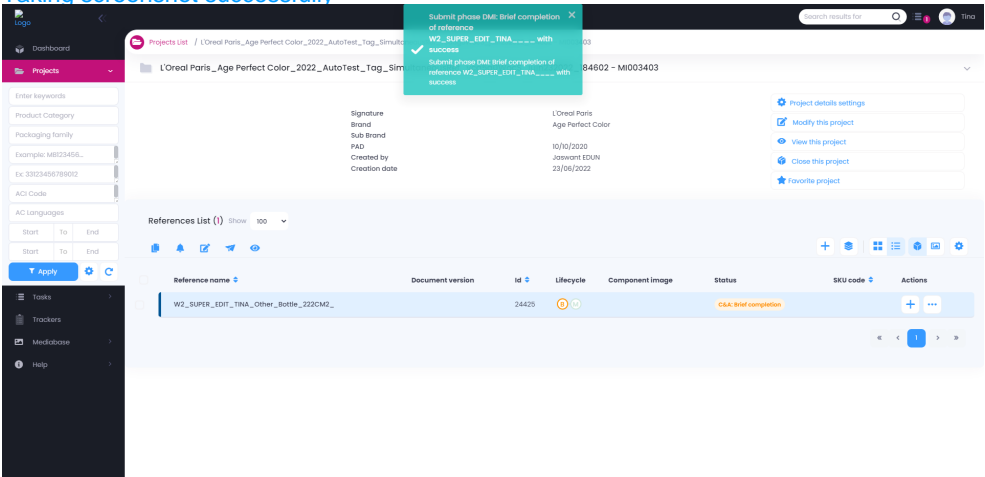 Taking screenshot successfully
Logo
Search results for
Tina
Submit phase DMI: Brief completion
of reference
W2_SUPER_EDIT_TINA____ with
success
Submit phase DMI: Brief completion of
reference W2_SUPER_EDIT_TINA____ with
success
Dashboard
Projects
Enter keywords
Product Category
Packaging family
Example: MB123456...
Ex: 33123456789012
ACI Code
AC Languages
Start To End
Start To End
Apply
Tasks
Trackers
Mediabase
Help
Projects List / L'Oreal Paris_Age Perfect Color_2022_AutoTest_Tag_Simulta
03
L'Oreal Paris_Age Perfect Color_2022_AutoTest_Tag_Sim
84602 - MI003403
Signature L'Oreal Paris
Brand Age Perfect Color
Sub Brand
PAD 10/10/2020
Created by Jaswant EDUN
Creation date 23/06/2022
Project details settings
Modify this project
View this project
Close this project
Favorite project
References List (1) Show 100
Reference name Document version Id Lifecycle Component image Status SKU code Actions
W2_SUPER_EDIT_TINA_Other_Bottle_222CM2_ 24425 B M C&A: Brief completion
« < 1 > »